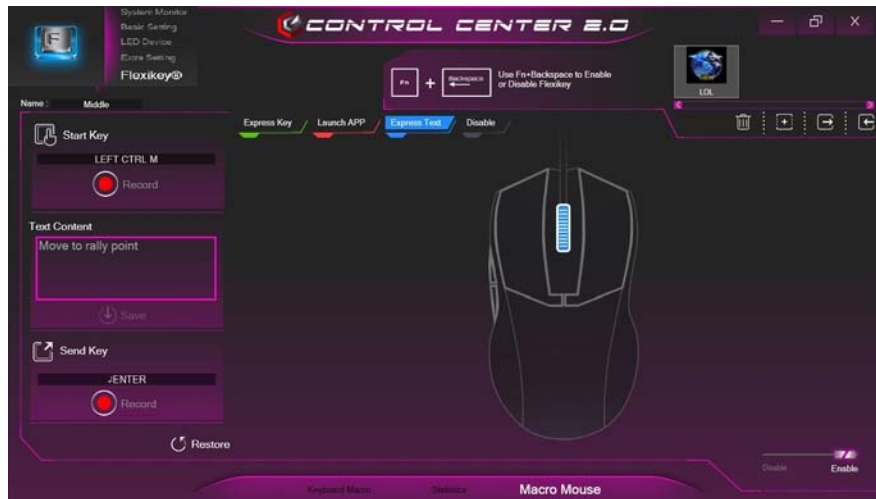 System Monitor
Basic Setting
LED Device
Extra Setting
Flexikey®
CONTROL CENTER 2.0
Fn + Backspace
Use Fn+Backspace to Enable
or Disable Flexikey
LOL
Name : Middle
Express Key
Launch APP
Express Text
Disable
Start Key
LEFT CTRL M
Record
Text Content
Move to rally point
Save
Send Key
ENTER
Record
Restore
Disable
Enable
Keyboard Macro
Statistics
Macro Mouse